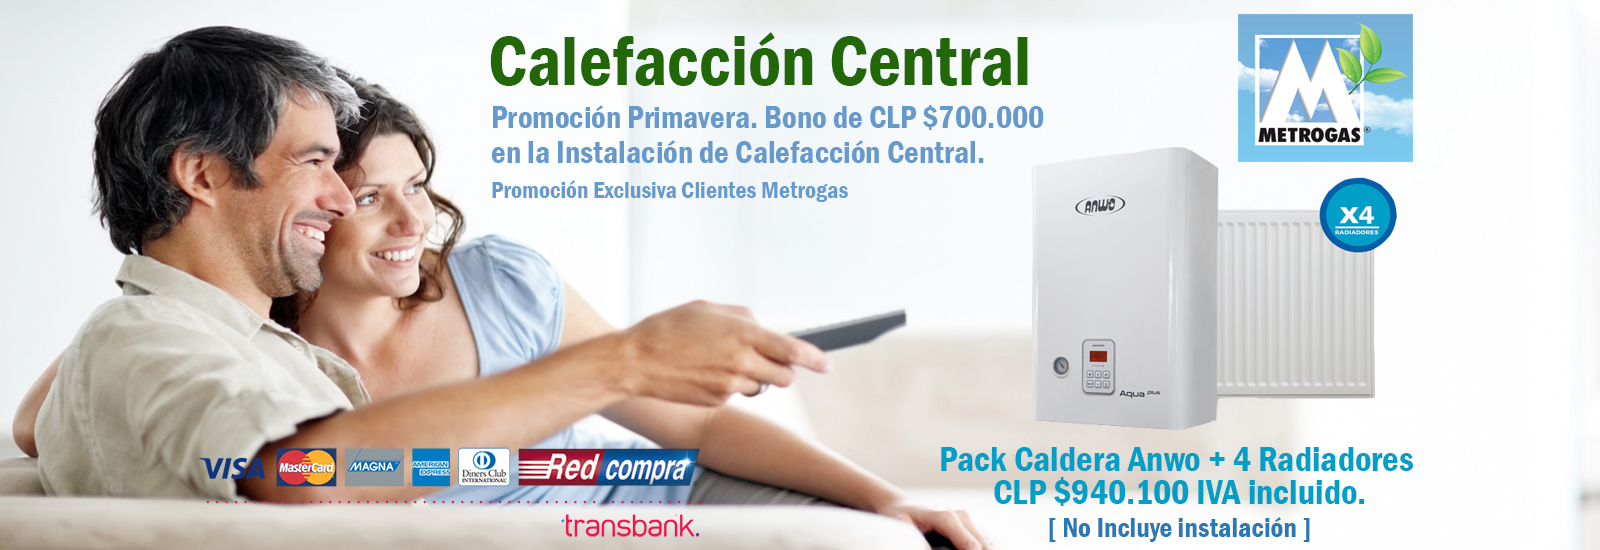 Calefacción Central
Promoción Primavera. Bono de CLP $700.000
en la Instalación de Calefacción Central.
Promoción Exclusiva Clientes Metrogas
M
METROGAS®
X4
RADIADORES
ANWO
Aqua plus
VISA
MasterCard
MAGNA
AMERICAN
EXPRESS
Diners Club
INTERNATIONAL
Redcompra
transbank.
Pack Caldera Anwo + 4 Radiadores
CLP $940.100 IVA incluido.
[ No Incluye instalación ]